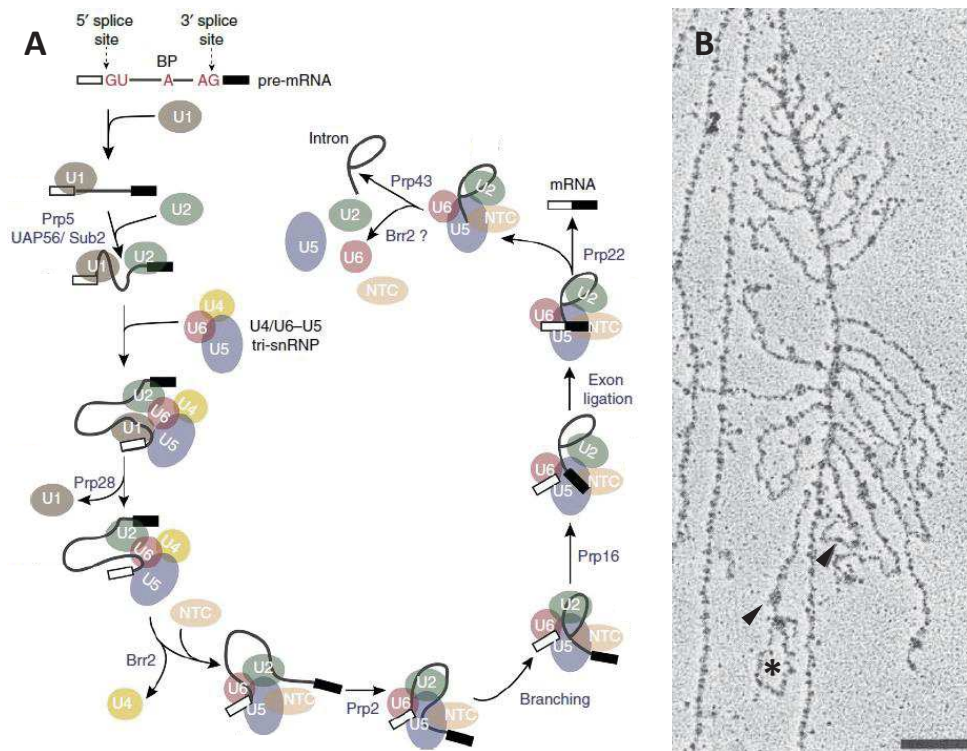 A
5′ splice
site
3′ splice
site
BP
GU
A
AG
pre-mRNA
U1
U1
Prp5
UAP56/ Sub2
U2
U1
U2
U4
U6
U5
U4/U6–U5
tri-snRNP
U2
U6
U4
U1
U5
Prp28
U1
U2
U6
U4
U5
NTC
Brr2
U4
U2
U6
U5
NTC
Prp2
U2
U6
U5
NTC
Branching
U2
U6
U5
NTC
Prp16
U2
U6
U5
NTC
Exon
ligation
U2
U6
U5
NTC
Prp22
mRNA
U2
U6
U5
NTC
Prp43
Brr2 ?
Intron
U2
U5
U6
NTC
B
*